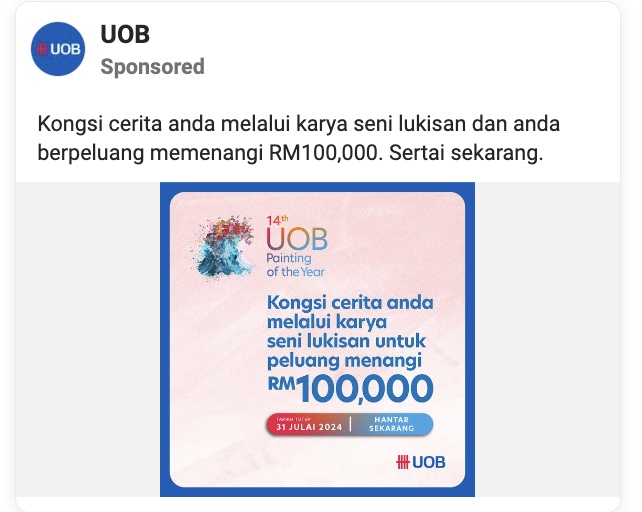 UOB
UOB
Sponsored
Kongsi cerita anda melalui karya seni lukisan dan anda
berpeluang memenangi RM100,000. Sertai sekarang.
14th
UOB
Painting
of the Year
Kongsi cerita anda
melalui karya
seni lukisan untuk
peluang menangi
RM100,000
TARIKH TUTUP
31 JULAI 2024
HANTAR
SEKARANG
UOB